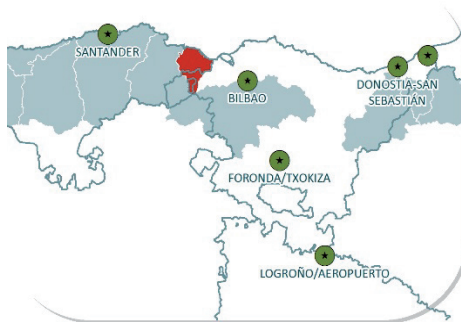 SANTANDER
BILBAO
DONOSTIA-SAN
SEBASTIÁN
FORONDA/TXOKIZA
LOGROÑO/AEROPUERTO